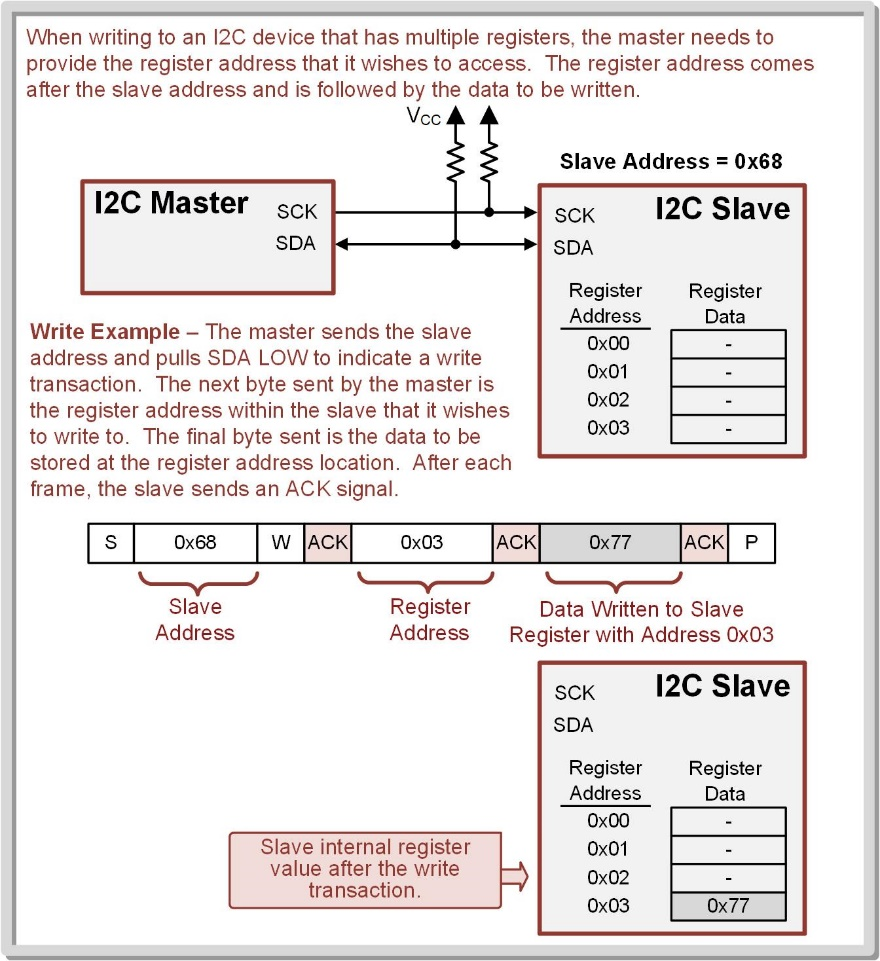 When writing to an I2C device that has multiple registers, the master needs to
provide the register address that it wishes to access. The register address comes
after the slave address and is followed by the data to be written.
VCC
Slave Address = 0x68
I2C Master
SCK
SDA
I2C Slave
SCK
SDA
Register Address
Register Data
0x00 -
0x01 -
0x02 -
0x03 -
Write Example – The master sends the slave
address and pulls SDA LOW to indicate a write
transaction. The next byte sent by the master is
the register address within the slave that it wishes
to write to. The final byte sent is the data to be
stored at the register address location. After each
frame, the slave sends an ACK signal.
S 0x68 W ACK 0x03 ACK 0x77 ACK P
Slave
Address
Register
Address
Data Written to Slave
Register with Address 0x03
I2C Slave
SCK
SDA
Register Address
Register Data
0x00 -
0x01 -
0x02 -
0x03 0x77
Slave internal register
value after the write
transaction.